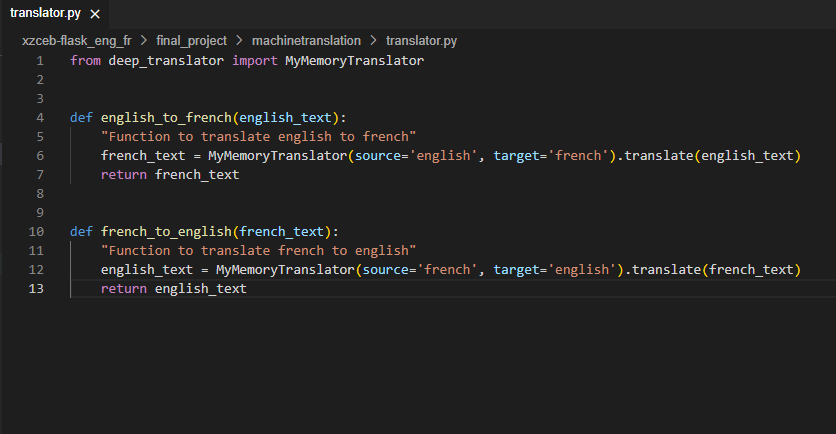 translator.py ×
xzceb-flask_eng_fr > final_project > machinetranslation > translator.py
1 from deep_translator import MyMemoryTranslator
2
3
4 def english_to_french(english_text):
5     "Function to translate english to french"
6     french_text = MyMemoryTranslator(source='english', target='french').translate(english_text)
7     return french_text
8
9
10 def french_to_english(french_text):
11     "Function to translate french to english"
12     english_text = MyMemoryTranslator(source='french', target='english').translate(french_text)
13     return english_text